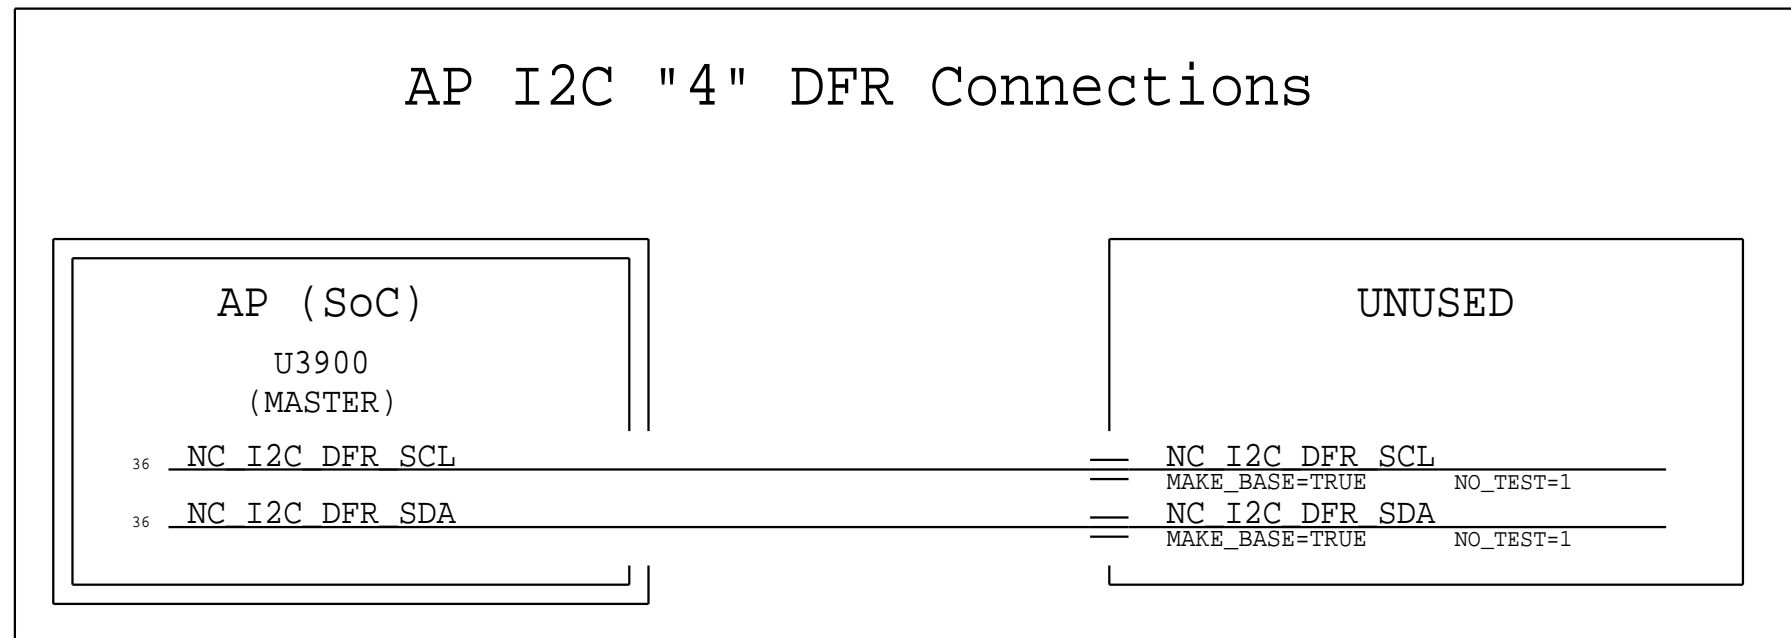 AP I2C "4" DFR Connections
AP (SoC)
U3900
(MASTER)
36 NC_I2C_DFR_SCL
36 NC_I2C_DFR_SDA
UNUSED
NC_I2C_DFR_SCL
MAKE_BASE=TRUE NO_TEST=1
NC_I2C_DFR_SDA
MAKE_BASE=TRUE NO_TEST=1